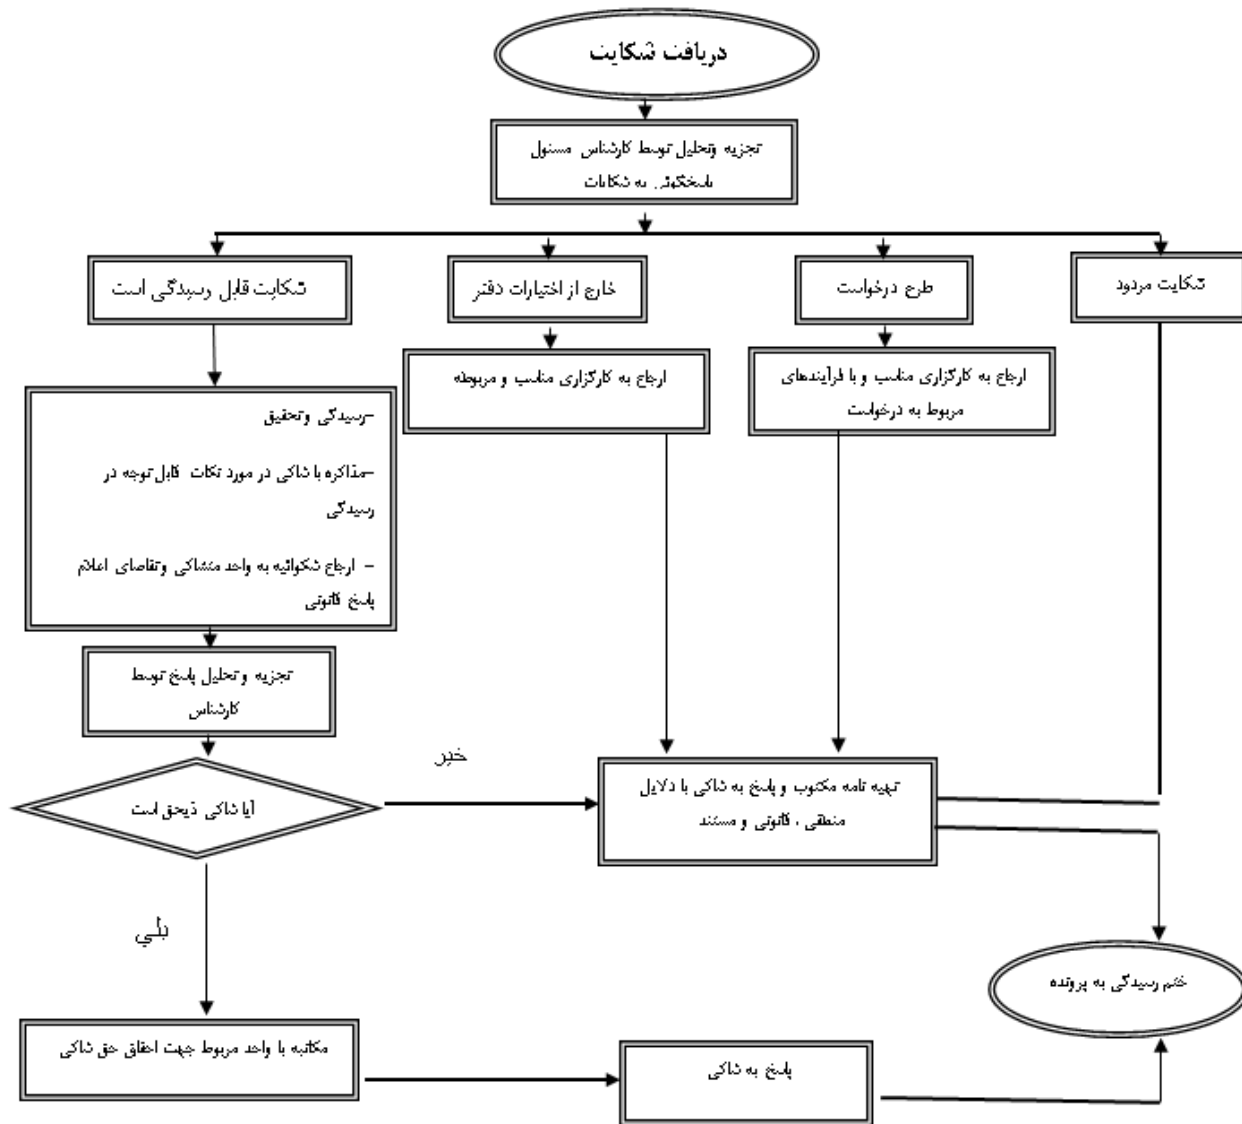 دریافت شکایت
تجزیه وتحلیل توسط کارشناس مسئول
پاسخگوئی به شکایات
شکایت مردود
طرح درخواست
خارج از اختیارات دفتر
شکایت قابل رسیدگی است
ارجاع به کارگزاری مناسب و با فرآیندهای
مربوط به درخواست
ارجاع به کارگزاری مناسب و مربوطه
-رسیدگی وتحقیق
-مذاکره با شاکی در مورد نکات قابل توجه در
رسیدگی
- ارجاع شکوائیه به واحد متشاکی وتقاضای اعلام
پاسخ قانونی
تجزیه و تحلیل پاسخ توسط
کارشناس
آیا شاکی ذیحق است
خیر
تهیه نامه مکتوب و پاسخ به شاکی با دلایل
منطقی ، قانونی و مستند
بلي
ختم رسیدگی به پرونده
مکاتبه با واحد مربوط جهت احقاق حق شاکی
پاسخ به شاکی